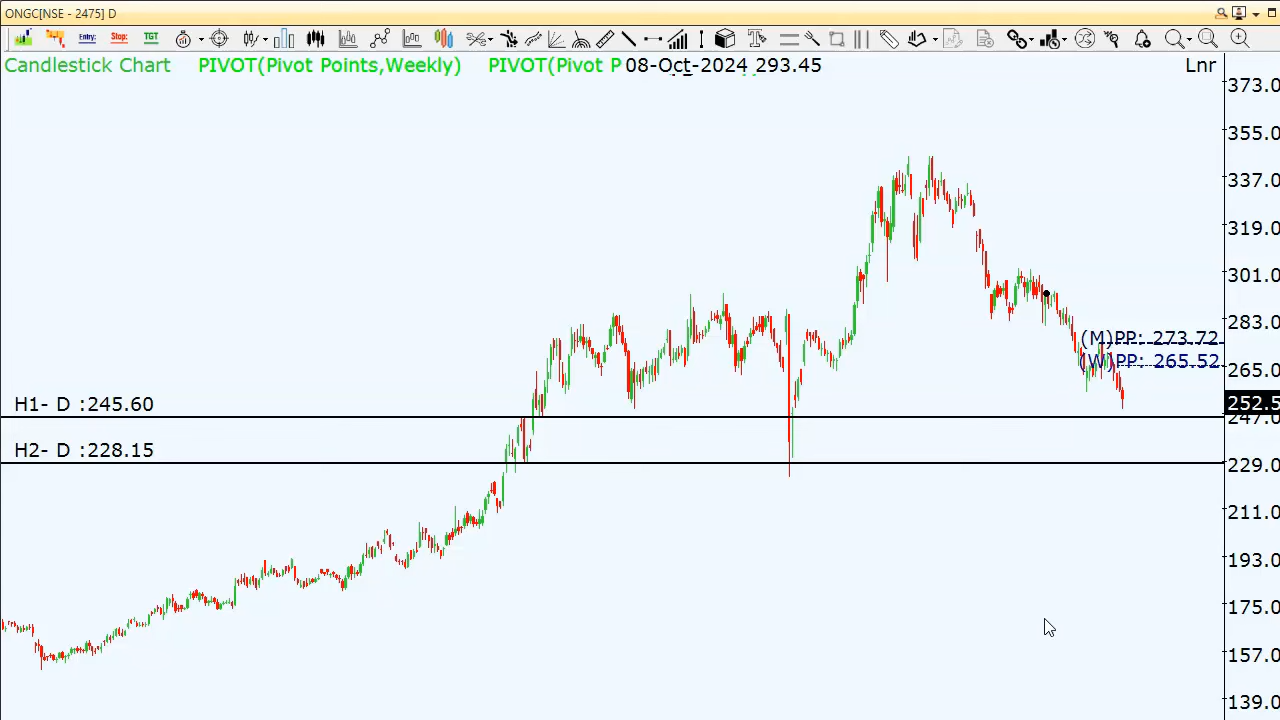 ONGC[NSE - 2475] D
Entry: Stop: TGT
Candlestick Chart PIVOT(Pivot Points,Weekly) PIVOT(Pivot P 08-Oct-2024 293.45 Lnr
373.0
355.0
337.0
319.0
301.0
283.0
(M)PP: 273.72
(W)PP: 265.52
265.0
H1- D :245.60
252.5
247.0
H2- D :228.15
229.0
211.0
193.0
175.0
157.0
139.0